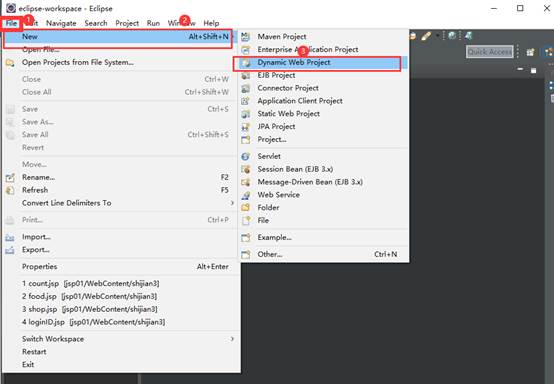 eclipse-workspace - Eclipse
File 1 Edit Navigate Search Project Run Window 2 Help
New Alt+Shift+N
Open File...
Open Projects from File System...
Close Ctrl+W
Close All Ctrl+Shift+W
Save Ctrl+S
Save As...
Save All Ctrl+Shift+S
Revert
Move...
Rename... F2
Refresh F5
Convert Line Delimiters To
Print... Ctrl+P
Import...
Export...
Properties Alt+Enter
1 count.jsp [jsp01/WebContent/shijian3]
2 food.jsp [jsp01/WebContent/shijian3]
3 shop.jsp [jsp01/WebContent/shijian3]
4 loginID.jsp [jsp01/WebContent/shijian3]
Switch Workspace
Restart
Exit
Maven Project
Enterprise Application Project
3
Dynamic Web Project
EJB Project
Connector Project
Application Client Project
Static Web Project
JPA Project
Project...
Servlet
Session Bean (EJB 3.x)
Message-Driven Bean (EJB 3.x)
Web Service
Folder
File
Example...
Other... Ctrl+N
Quick Access